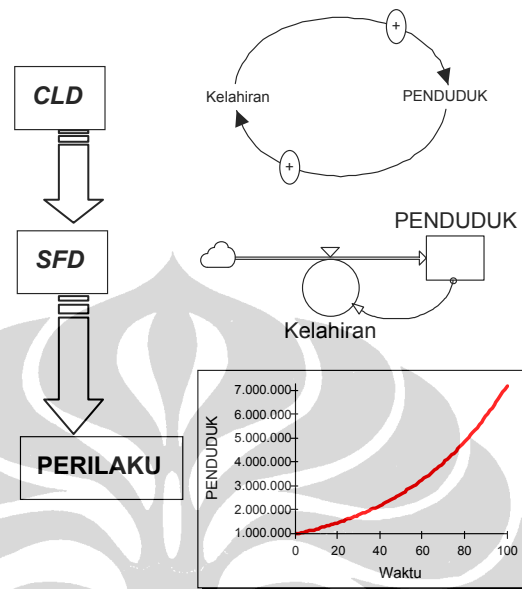 CLD
+
Kelahiran
PENDUDUK
+
SFD
PENDUDUK
Kelahiran
PERILAKU
PENDUDUK
7.000.000
6.000.000
5.000.000
4.000.000
3.000.000
2.000.000
1.000.000
0 20 40 60 80 100
Waktu